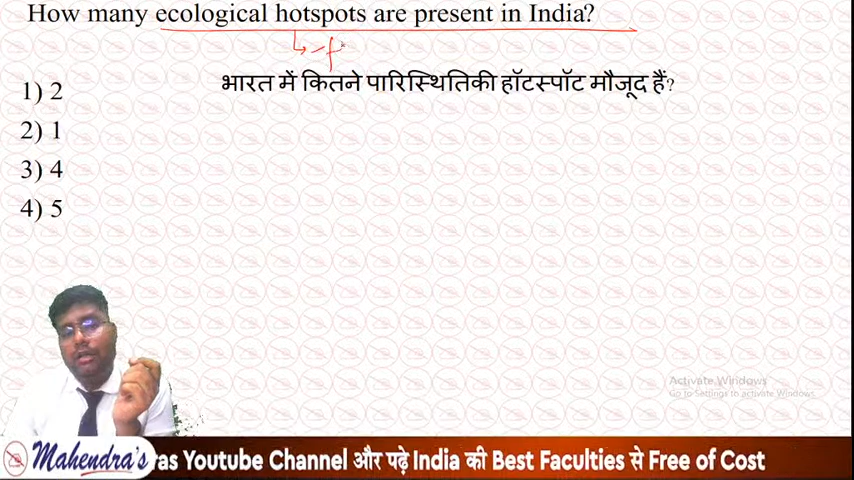 How many ecological hotspots are present in India?
भारत में कितने पारिस्थितिकी हॉटस्पॉट मौजूद हैं?
1) 2
2) 1
3) 4
4) 5
Activate Windows
Go to Settings to activate Windows.
Mahendra's ras Youtube Channel और पढ़े India की Best Faculties से Free of Cost